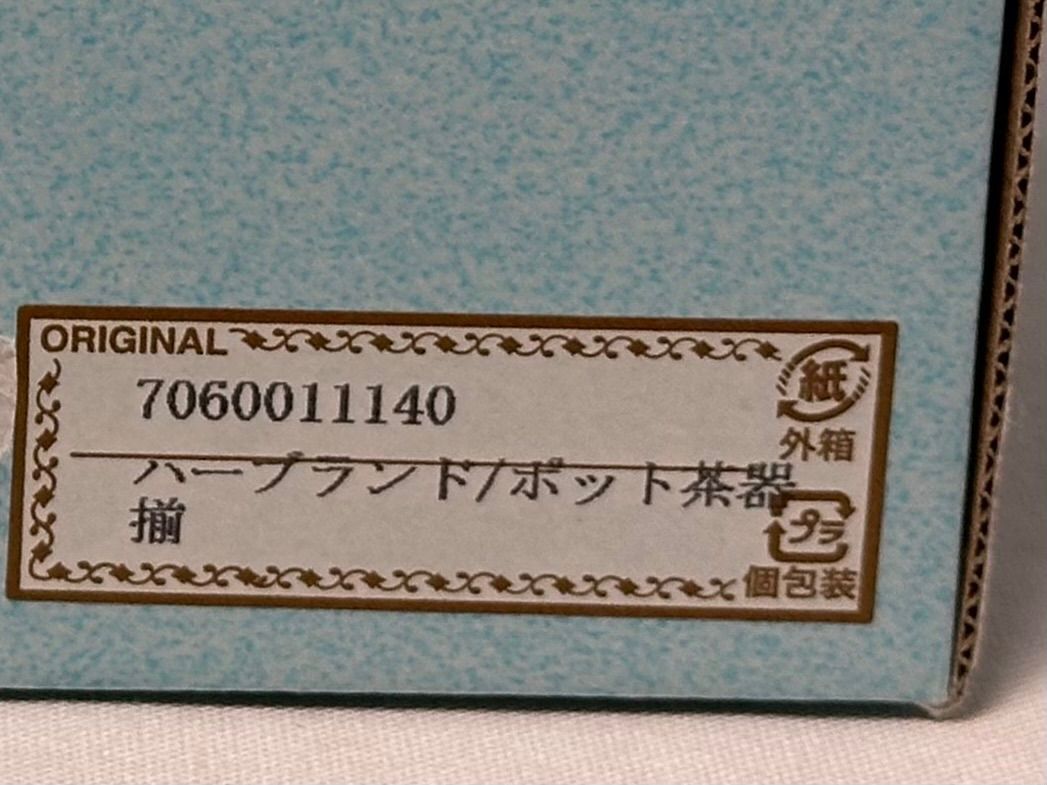 ORIGINAL
7060011140
紙
外箱
ハーブランド/ポット茶器
揃
プラ
個包装